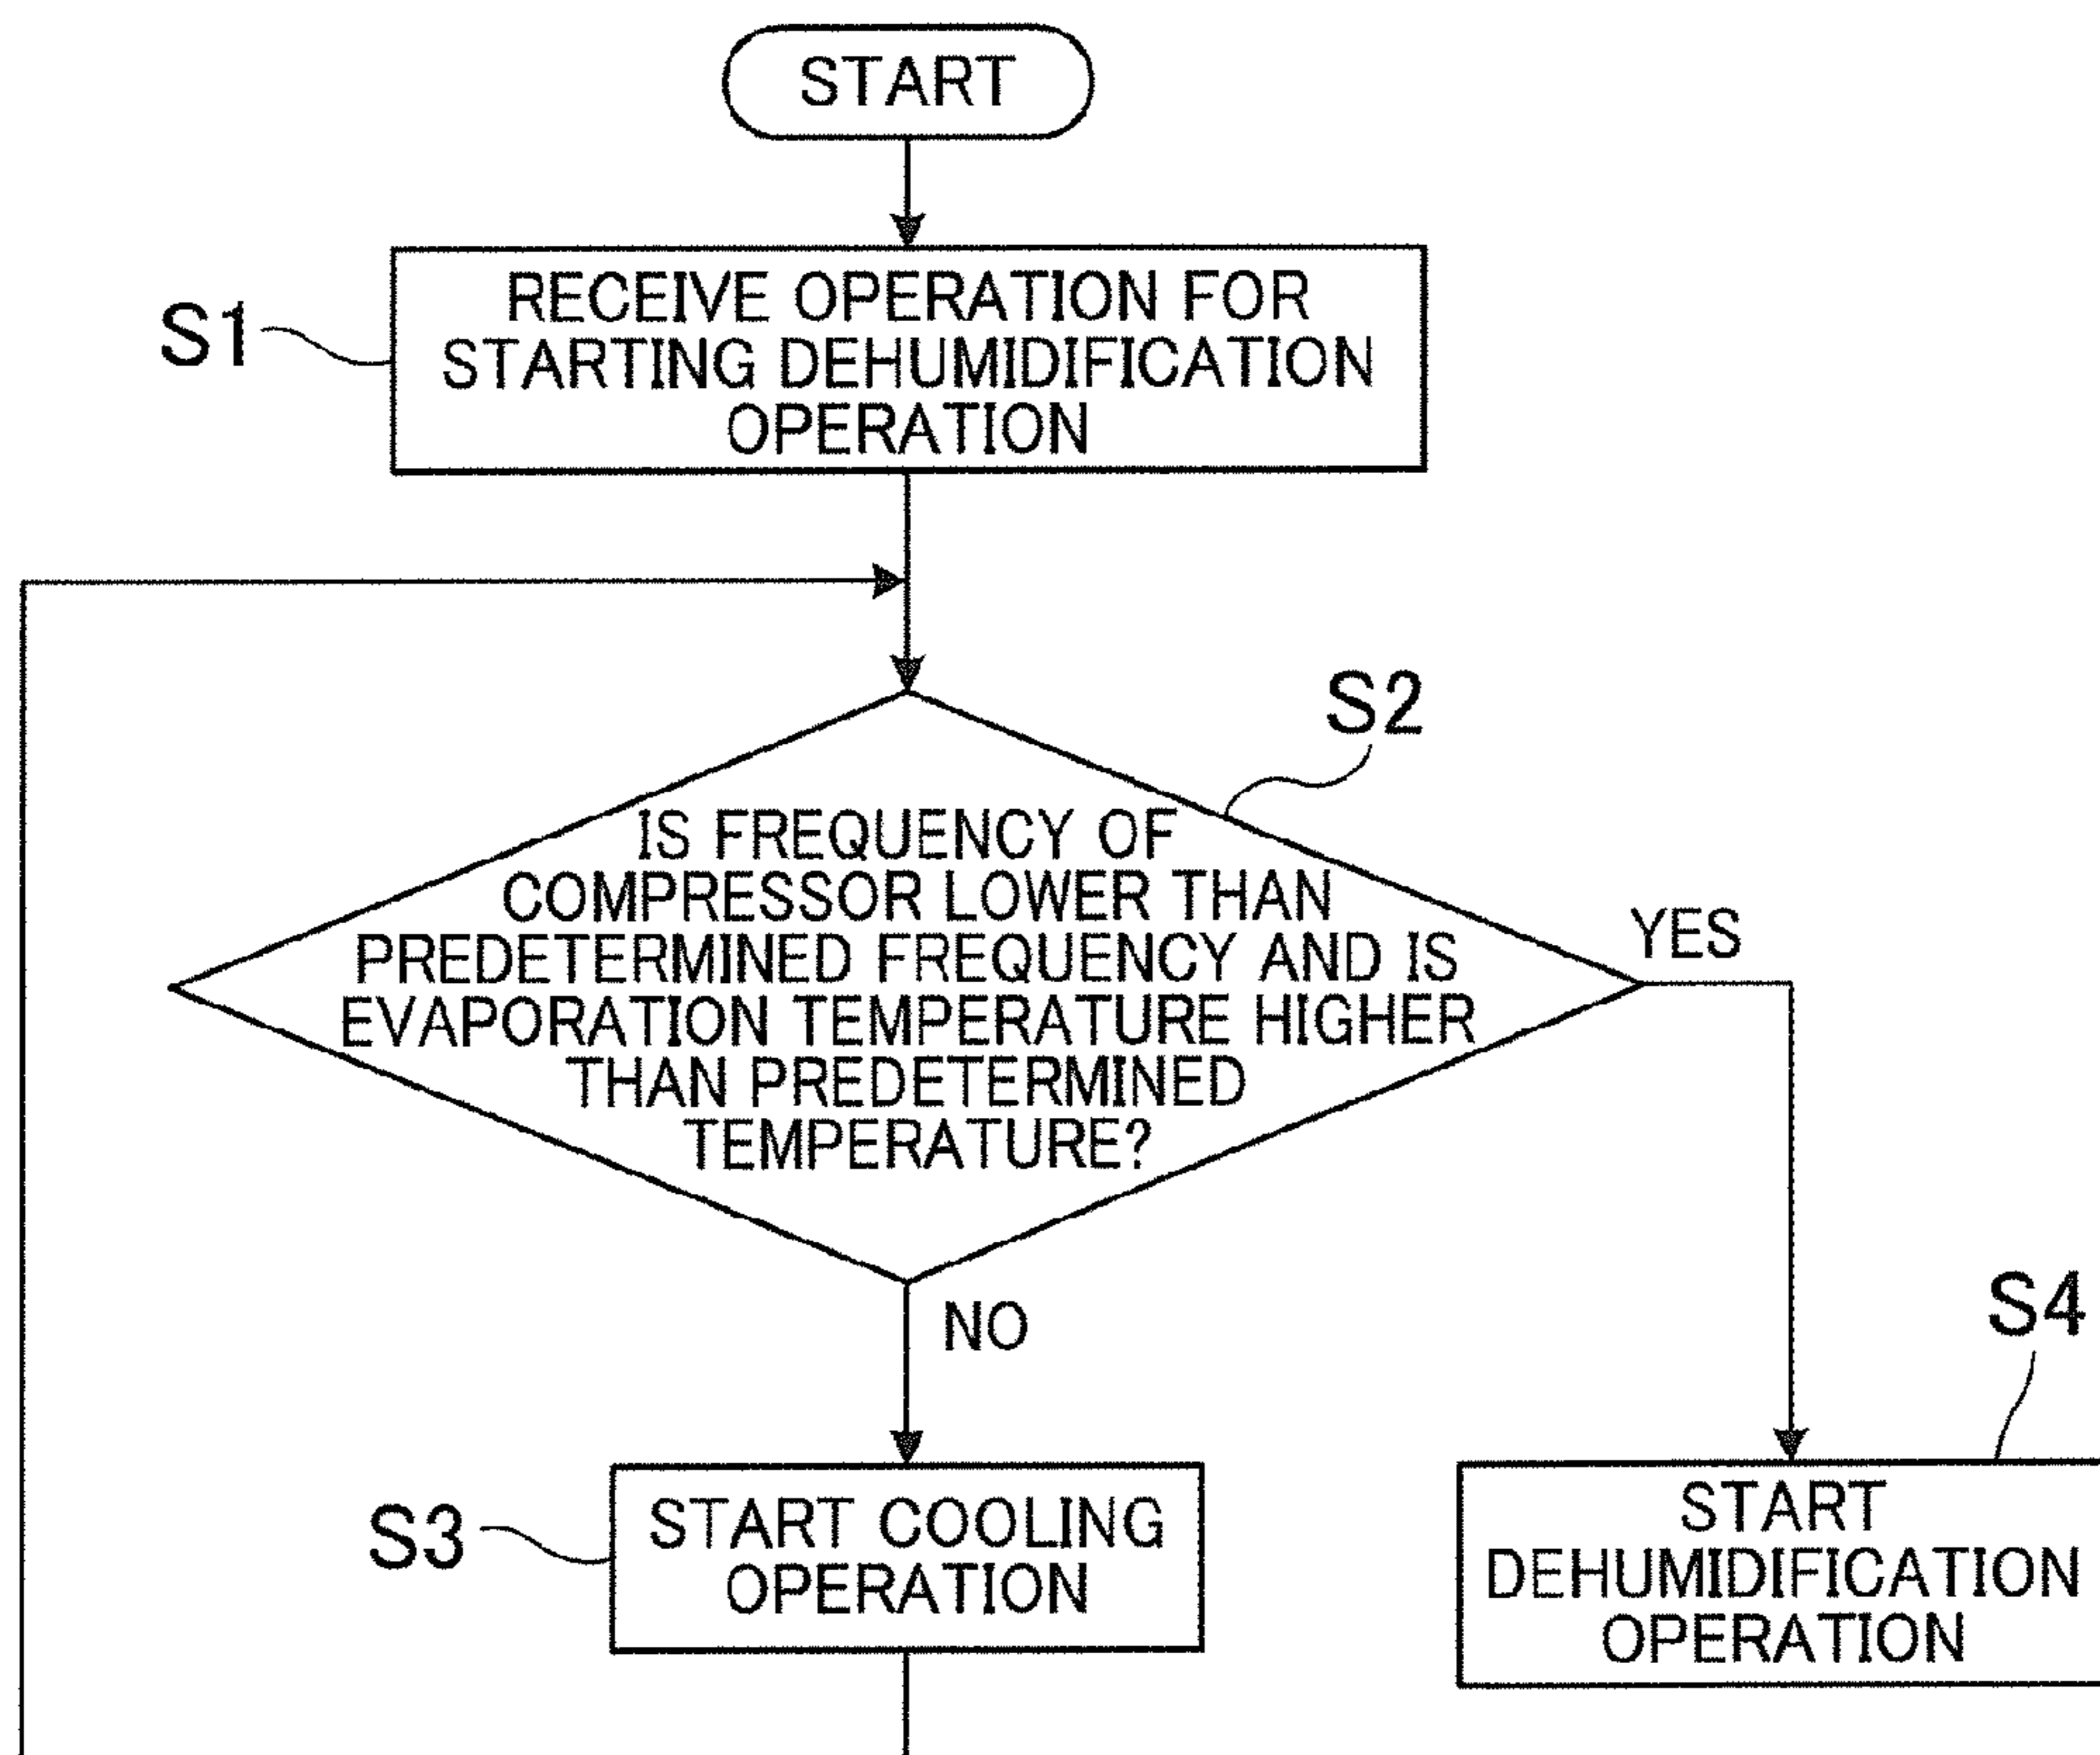 START
S1
RECEIVE OPERATION FOR
STARTING DEHUMIDIFICATION
OPERATION
S2
IS FREQUENCY OF
COMPRESSOR LOWER THAN
PREDETERMINED FREQUENCY AND IS
EVAPORATION TEMPERATURE HIGHER
THAN PREDETERMINED
TEMPERATURE?
YES
NO
S3
START COOLING
OPERATION
S4
START
DEHUMIDIFICATION
OPERATION